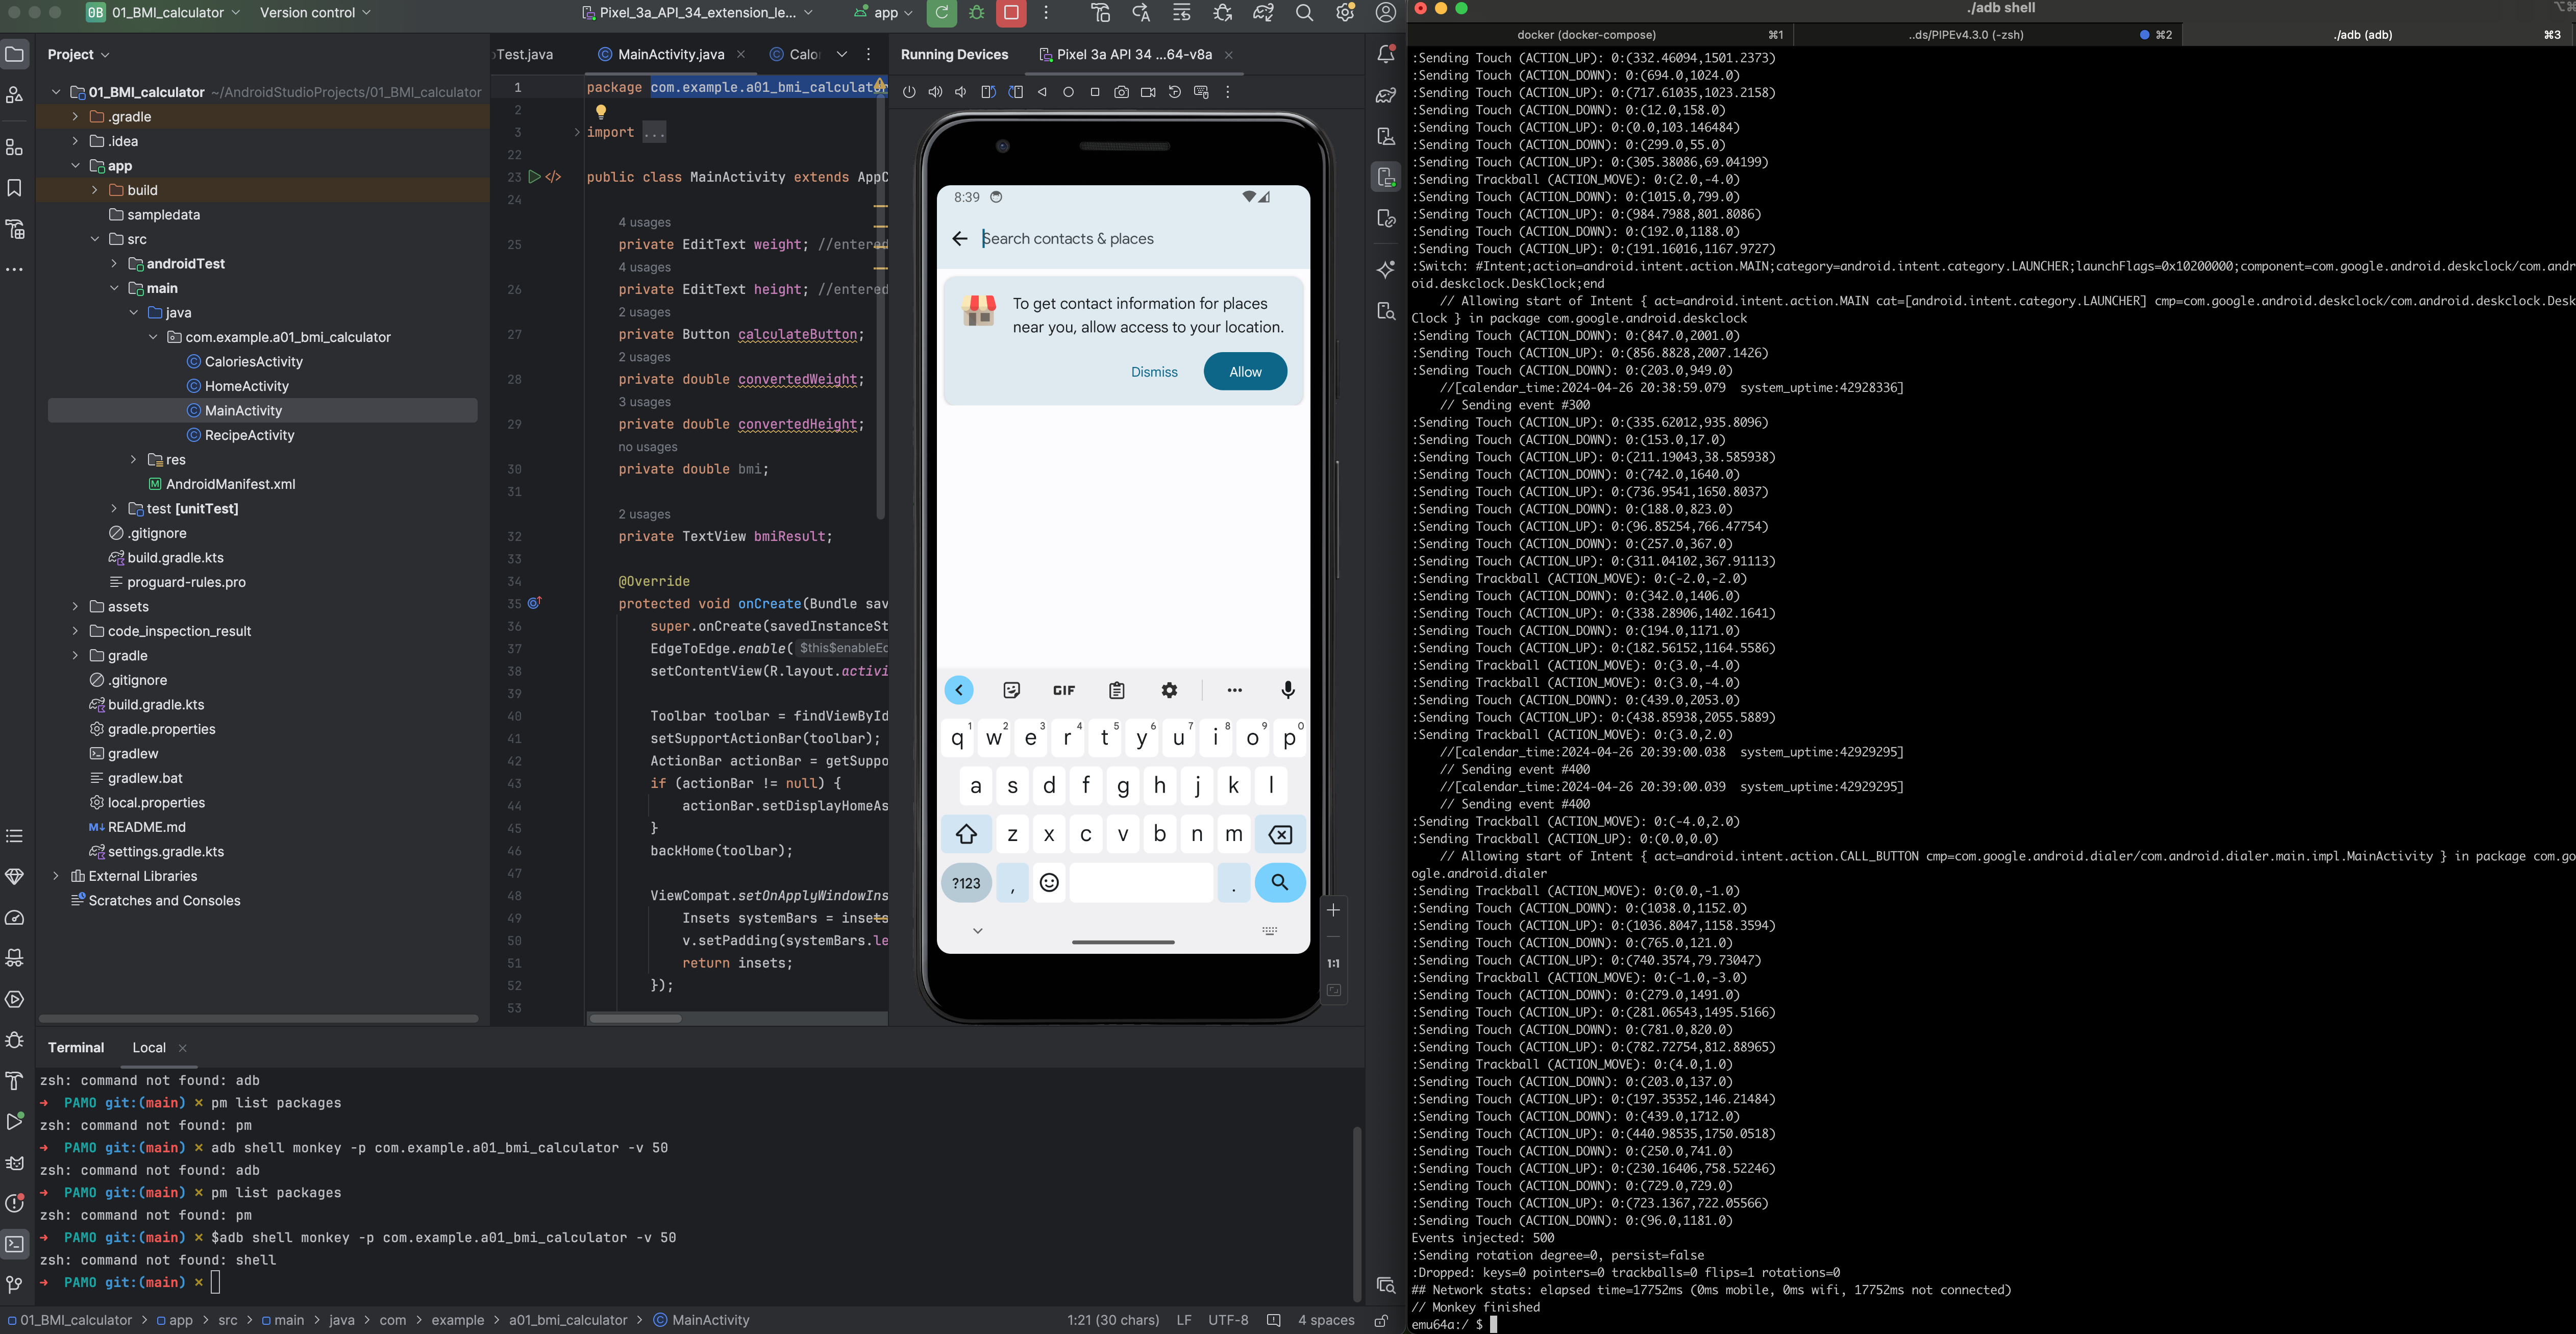 01_BMI_calculator
Version control
Pixel_3a_API_34_extension_le...
app
Project
01_BMI_calculator ~/AndroidStudioProjects/01_BMI_calculator
.gradle
.idea
app
build
sampledata
src
androidTest
main
java
com.example.a01_bmi_calculator
CaloriesActivity
HomeActivity
MainActivity
RecipeActivity
res
AndroidManifest.xml
test [unitTest]
.gitignore
build.gradle.kts
proguard-rules.pro
assets
code_inspection_result
gradle
.gitignore
build.gradle.kts
gradle.properties
gradlew
gradlew.bat
local.properties
README.md
settings.gradle.kts
External Libraries
Scratches and Consoles
Test.java
MainActivity.java
Calo
1 package com.example.a01_bmi_calculator
2
3 import ...
22
23 public class MainActivity extends AppC
24
4 usages
25 private EditText weight; //entered
4 usages
26 private EditText height; //entered
2 usages
27 private Button calculateButton;
2 usages
28 private double convertedWeight;
3 usages
29 private double convertedHeight;
no usages
30 private double bmi;
31
2 usages
32 private TextView bmiResult;
33
34 @Override
35 protected void onCreate(Bundle sav
36 super.onCreate(savedInstanceSt
37 EdgeToEdge.enable( $this$enableEd
38 setContentView(R.layout.activi
39
40 Toolbar toolbar = findViewById
41 setSupportActionBar(toolbar);
42 ActionBar actionBar = getSuppo
43 if (actionBar != null) {
44 actionBar.setDisplayHomeAs
45 }
46 backHome(toolbar);
47
48 ViewCompat.setOnApplyWindowIns
49 Insets systemBars = insets
50 v.setPadding(systemBars.le
51 return insets;
52 });
53
Running Devices
Pixel 3a API 34 ...64-v8a
8:39
Search contacts & places
To get contact information for places
near you, allow access to your location.
Dismiss
Allow
GIF
q1 w2 e3 r4 t5 y6 u7 i8 o9 p0
a s d f g h j k l
z x c v b n m
?123 , .
1:1
Terminal
Local
zsh: command not found: adb
→ PAMO git:(main) × pm list packages
zsh: command not found: pm
→ PAMO git:(main) × adb shell monkey -p com.example.a01_bmi_calculator -v 50
zsh: command not found: adb
→ PAMO git:(main) × pm list packages
zsh: command not found: pm
→ PAMO git:(main) × $adb shell monkey -p com.example.a01_bmi_calculator -v 50
zsh: command not found: shell
→ PAMO git:(main) ×
01_BMI_calculator > app > src > main > java > com > example > a01_bmi_calculator > MainActivity
1:21 (30 chars) LF UTF-8 4 spaces
./adb shell
docker (docker-compose) ⌘1
..ds/PIPEv4.3.0 (-zsh) ⌘2
./adb (adb) ⌘3
:Sending Touch (ACTION_UP): 0:(332.46094,1501.2373)
:Sending Touch (ACTION_DOWN): 0:(694.0,1024.0)
:Sending Touch (ACTION_UP): 0:(717.61035,1023.2158)
:Sending Touch (ACTION_DOWN): 0:(12.0,158.0)
:Sending Touch (ACTION_UP): 0:(0.0,103.146484)
:Sending Touch (ACTION_DOWN): 0:(299.0,55.0)
:Sending Touch (ACTION_UP): 0:(305.38086,69.04199)
:Sending Trackball (ACTION_MOVE): 0:(2.0,-4.0)
:Sending Touch (ACTION_DOWN): 0:(1015.0,799.0)
:Sending Touch (ACTION_UP): 0:(984.7988,801.8086)
:Sending Touch (ACTION_DOWN): 0:(192.0,1188.0)
:Sending Touch (ACTION_UP): 0:(191.16016,1167.9727)
:Switch: #Intent;action=android.intent.action.MAIN;category=android.intent.category.LAUNCHER;launchFlags=0x10200000;component=com.google.android.deskclock/com.andr
oid.deskclock.DeskClock;end
// Allowing start of Intent { act=android.intent.action.MAIN cat=[android.intent.category.LAUNCHER] cmp=com.google.android.deskclock/com.android.deskclock.Desk
Clock } in package com.google.android.deskclock
:Sending Touch (ACTION_DOWN): 0:(847.0,2001.0)
:Sending Touch (ACTION_UP): 0:(856.8828,2007.1426)
:Sending Touch (ACTION_DOWN): 0:(203.0,949.0)
//[calendar_time:2024-04-26 20:38:59.079 system_uptime:42928336]
// Sending event #300
:Sending Touch (ACTION_UP): 0:(335.62012,935.8096)
:Sending Touch (ACTION_DOWN): 0:(153.0,17.0)
:Sending Touch (ACTION_UP): 0:(211.19043,38.585938)
:Sending Touch (ACTION_DOWN): 0:(742.0,1640.0)
:Sending Touch (ACTION_UP): 0:(736.9541,1650.8037)
:Sending Touch (ACTION_DOWN): 0:(188.0,823.0)
:Sending Touch (ACTION_UP): 0:(96.85254,766.47754)
:Sending Touch (ACTION_DOWN): 0:(257.0,367.0)
:Sending Touch (ACTION_UP): 0:(311.04102,367.91113)
:Sending Trackball (ACTION_MOVE): 0:(-2.0,-2.0)
:Sending Touch (ACTION_DOWN): 0:(342.0,1406.0)
:Sending Touch (ACTION_UP): 0:(338.28906,1402.1641)
:Sending Touch (ACTION_DOWN): 0:(194.0,1171.0)
:Sending Touch (ACTION_UP): 0:(182.56152,1164.5586)
:Sending Trackball (ACTION_MOVE): 0:(3.0,-4.0)
:Sending Trackball (ACTION_MOVE): 0:(3.0,-4.0)
:Sending Touch (ACTION_DOWN): 0:(439.0,2053.0)
:Sending Touch (ACTION_UP): 0:(438.85938,2055.5889)
:Sending Trackball (ACTION_MOVE): 0:(3.0,2.0)
//[calendar_time:2024-04-26 20:39:00.038 system_uptime:42929295]
// Sending event #400
//[calendar_time:2024-04-26 20:39:00.039 system_uptime:42929295]
// Sending event #400
:Sending Trackball (ACTION_MOVE): 0:(-4.0,2.0)
:Sending Trackball (ACTION_UP): 0:(0.0,0.0)
// Allowing start of Intent { act=android.intent.action.CALL_BUTTON cmp=com.google.android.dialer/com.android.dialer.main.impl.MainActivity } in package com.go
ogle.android.dialer
:Sending Trackball (ACTION_MOVE): 0:(0.0,-1.0)
:Sending Touch (ACTION_DOWN): 0:(1038.0,1152.0)
:Sending Touch (ACTION_UP): 0:(1036.8047,1158.3594)
:Sending Touch (ACTION_DOWN): 0:(765.0,121.0)
:Sending Touch (ACTION_UP): 0:(740.3574,79.73047)
:Sending Trackball (ACTION_MOVE): 0:(-1.0,-3.0)
:Sending Touch (ACTION_DOWN): 0:(279.0,1491.0)
:Sending Touch (ACTION_UP): 0:(281.06543,1495.5166)
:Sending Touch (ACTION_DOWN): 0:(781.0,820.0)
:Sending Touch (ACTION_UP): 0:(782.72754,812.88965)
:Sending Trackball (ACTION_MOVE): 0:(4.0,1.0)
:Sending Touch (ACTION_DOWN): 0:(203.0,137.0)
:Sending Touch (ACTION_UP): 0:(197.35352,146.21484)
:Sending Touch (ACTION_DOWN): 0:(439.0,1712.0)
:Sending Touch (ACTION_UP): 0:(440.98535,1750.0518)
:Sending Touch (ACTION_DOWN): 0:(250.0,741.0)
:Sending Touch (ACTION_UP): 0:(230.16406,758.52246)
:Sending Touch (ACTION_DOWN): 0:(729.0,729.0)
:Sending Touch (ACTION_UP): 0:(723.1367,722.05566)
:Sending Touch (ACTION_DOWN): 0:(96.0,1181.0)
Events injected: 500
:Sending rotation degree=0, persist=false
:Dropped: keys=0 pointers=0 trackballs=0 flips=1 rotations=0
## Network stats: elapsed time=17752ms (0ms mobile, 0ms wifi, 17752ms not connected)
// Monkey finished
emu64a:/ $